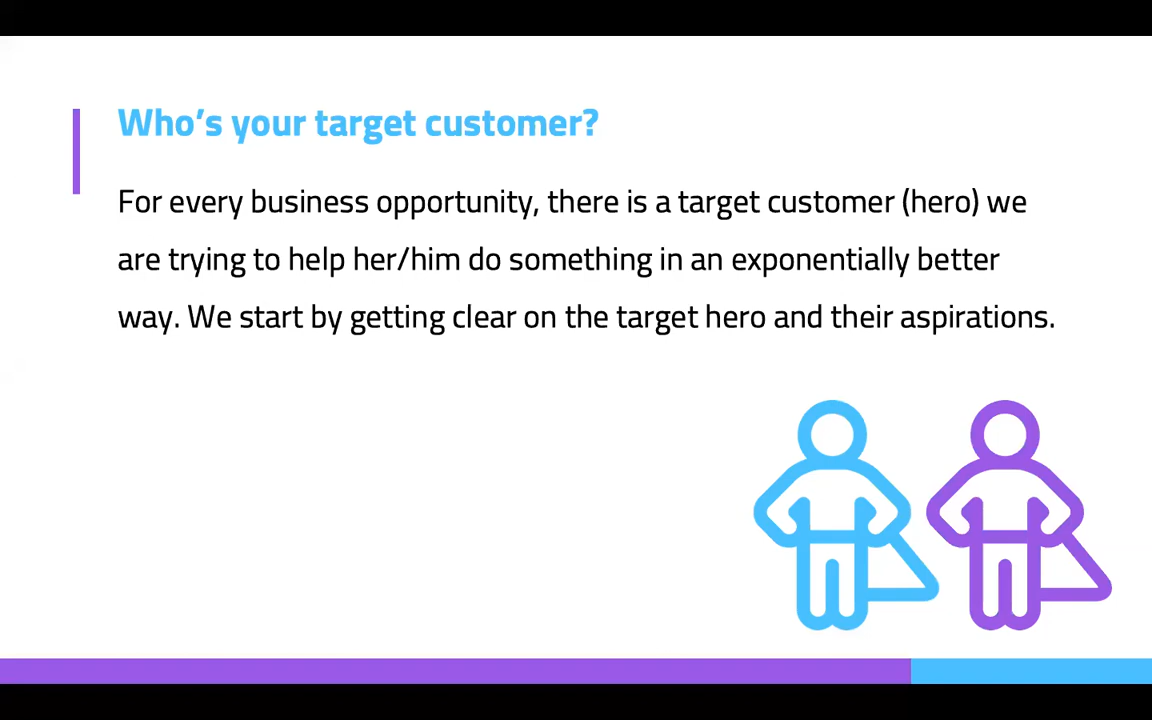 Who’s your target customer?
For every business opportunity, there is a target customer (hero) we
are trying to help her/him do something in an exponentially better
way. We start by getting clear on the target hero and their aspirations.